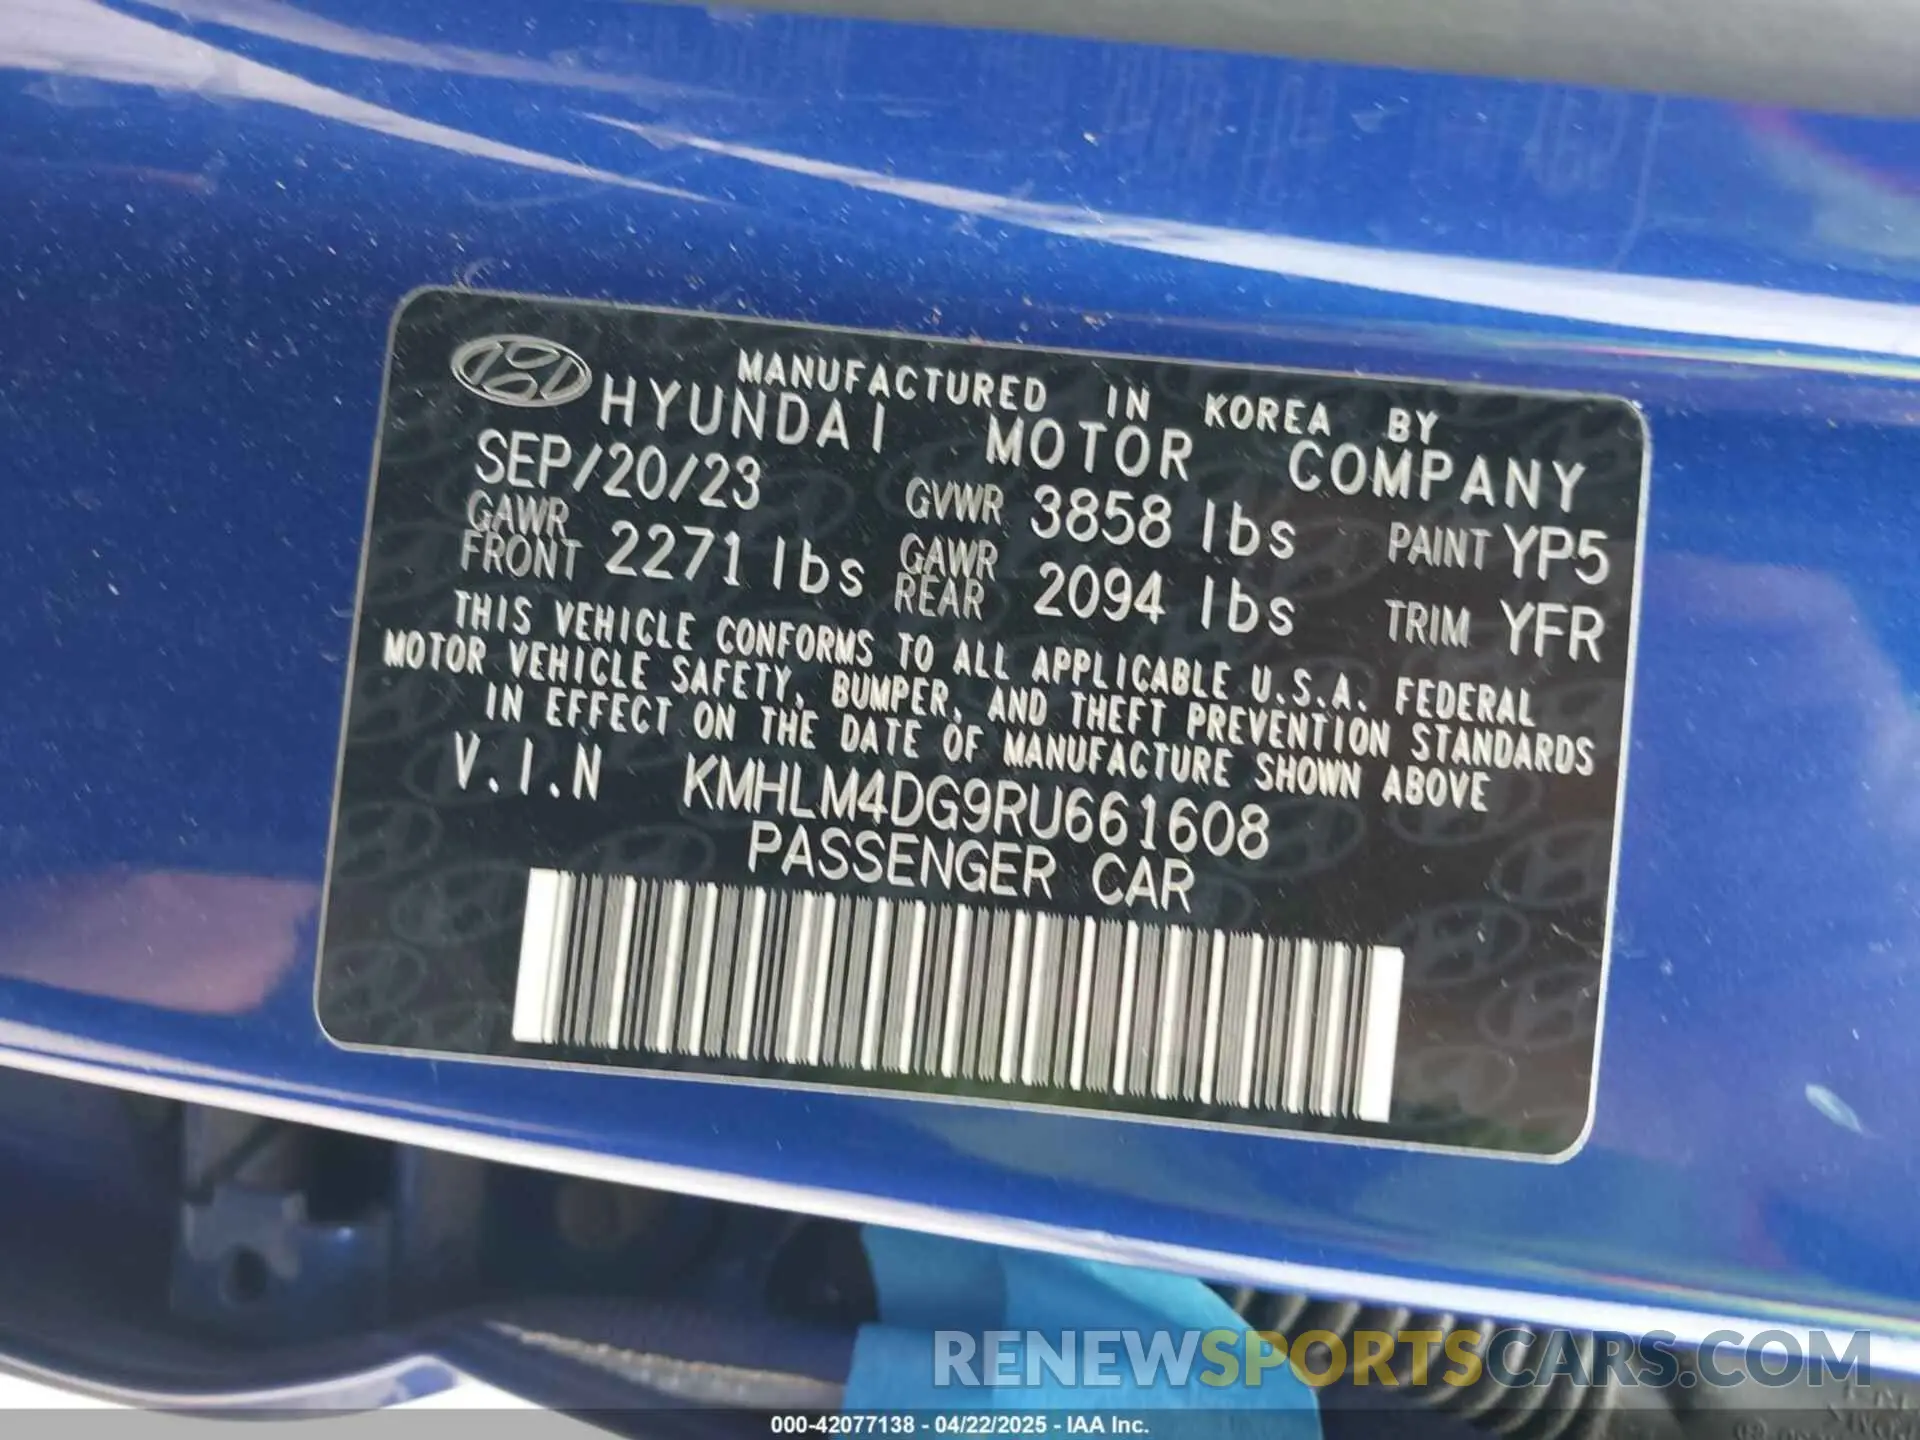 MANUFACTURED IN KOREA BY
HYUNDAI MOTOR COMPANY
SEP/20/23 GVWR 3858 lbs PAINT YP5
GAWR FRONT 2271 lbs GAWR REAR 2094 lbs TRIM YFR
THIS VEHICLE CONFORMS TO ALL APPLICABLE U.S.A. FEDERAL
MOTOR VEHICLE SAFETY, BUMPER, AND THEFT PREVENTION STANDARDS
IN EFFECT ON THE DATE OF MANUFACTURE SHOWN ABOVE
V.I.N KMHLM4DG9RU661608
PASSENGER CAR
RENEWSPORTSCARS.COM
000-42077138 - 04/22/2025 - IAA Inc.